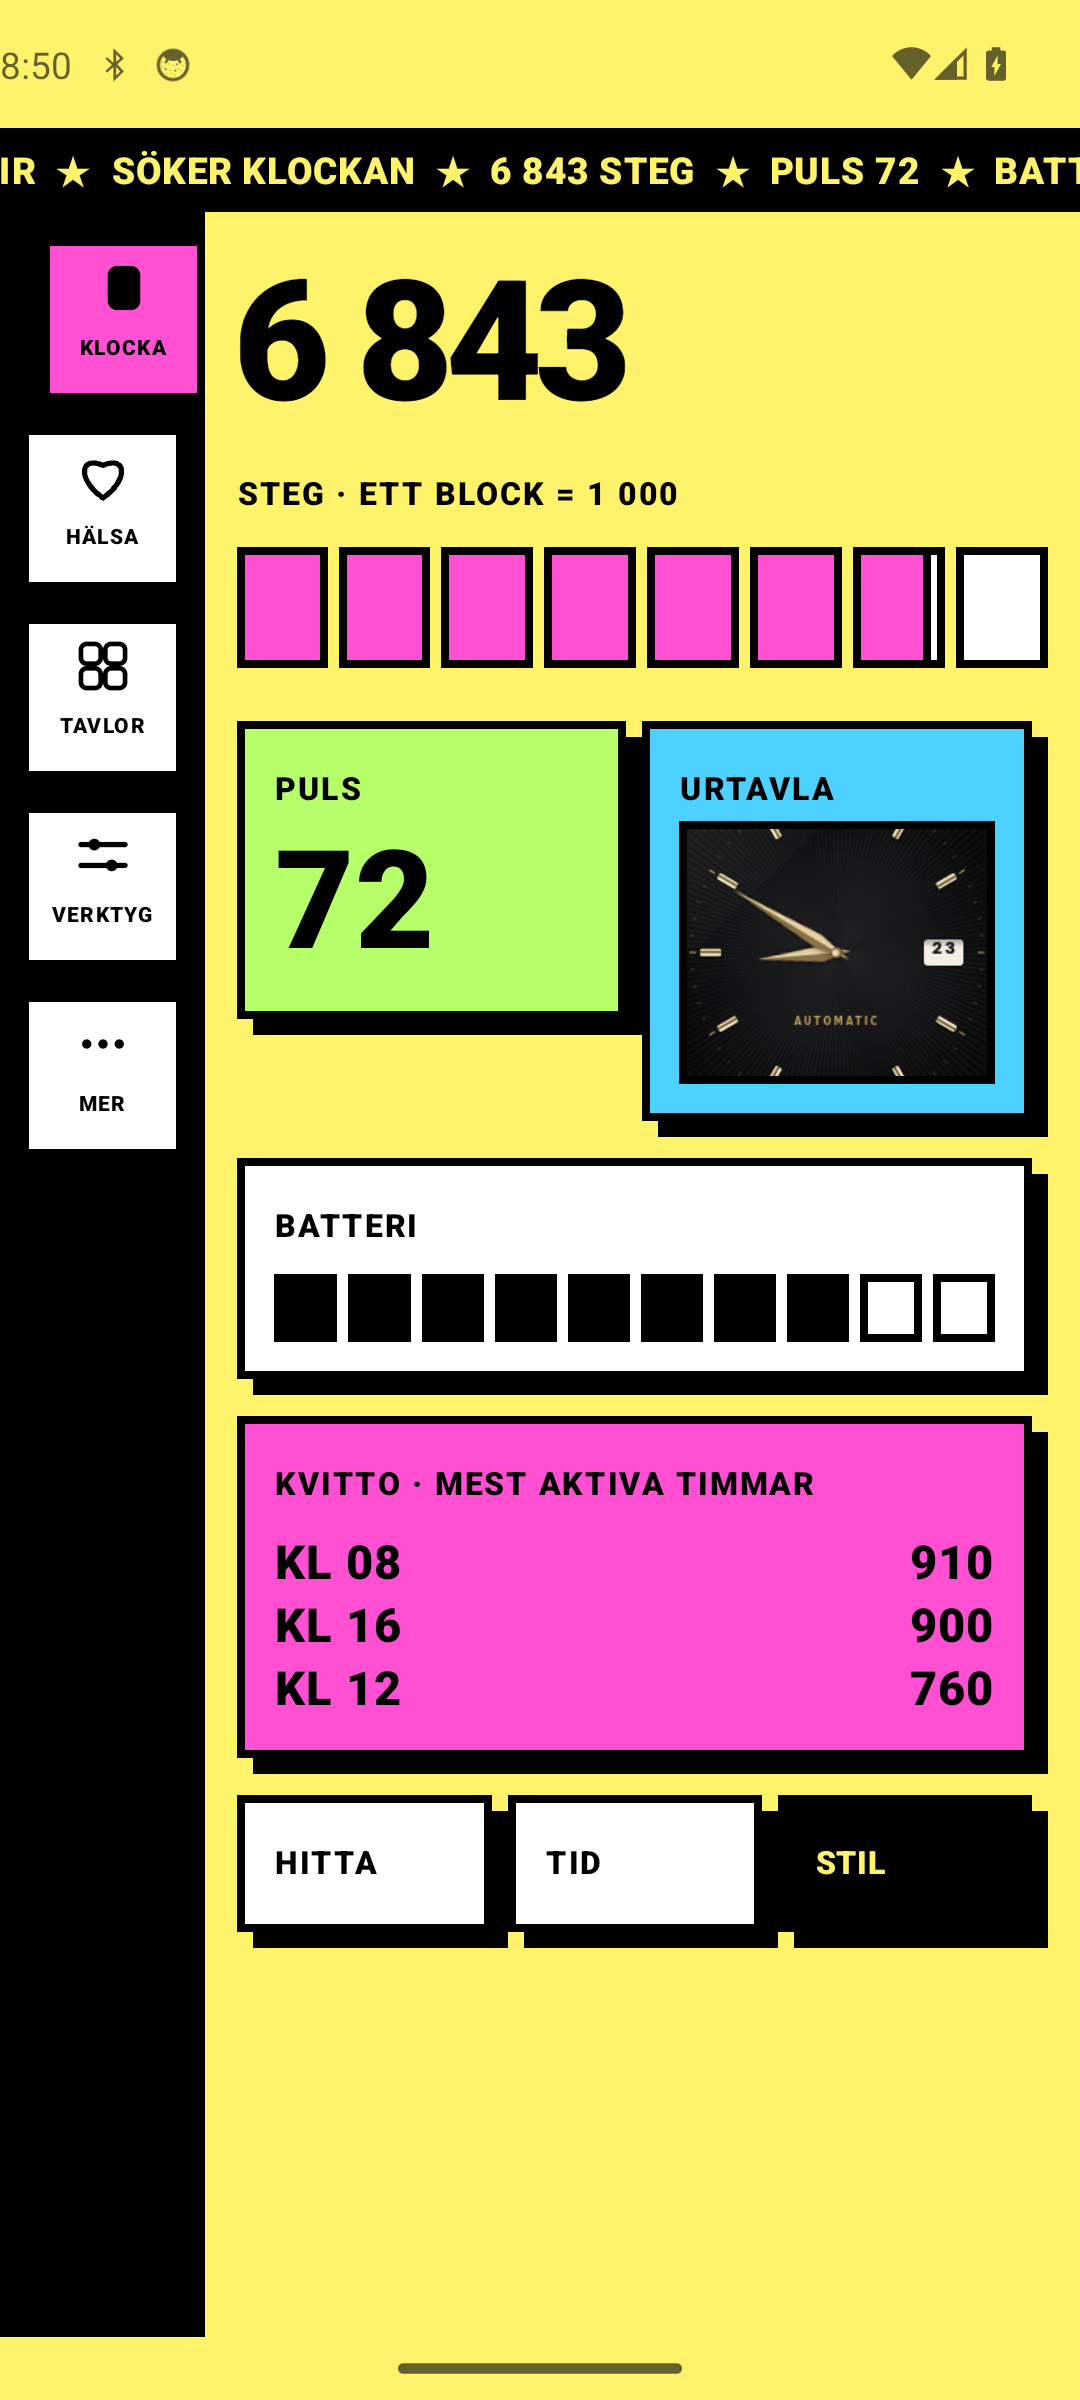 8:50
IR ★ SÖKER KLOCKAN ★ 6 843 STEG ★ PULS 72 ★ BATT
KLOCKA
HÄLSA
TAVLOR
VERKTYG
MER
6 843
STEG · ETT BLOCK = 1 000
PULS
72
URTAVLA
23
AUTOMATIC
BATTERI
KVITTO · MEST AKTIVA TIMMAR
KL 08 910
KL 16 900
KL 12 760
HITTA
TID
STIL